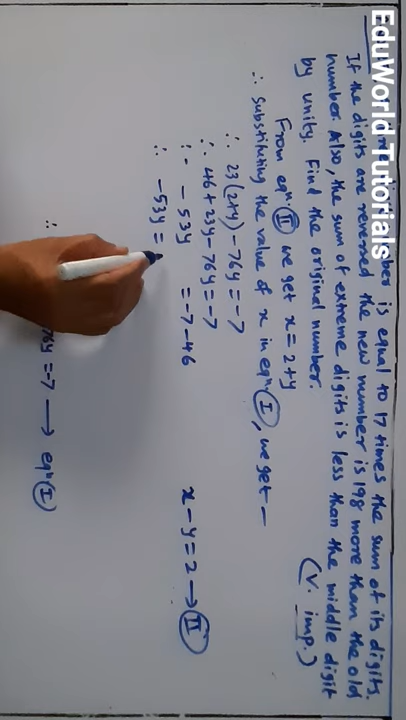 EduWorld Tutorials
is equal to 17 times the sum of its digits.
If the digits are reversed the new number is 198 more than the old
number. Also, the sum of extreme digits is less than the middle digit
by unity. Find the original number. (V. imp.)
From eqn. II we get x = 2+y
∴ Substituting the value of x in eqn I, we get –
∴ 23(2+y) - 76y = -7
∴ 46 + 23y - 76y = -7
∴ - 53y = -7 - 46
∴ -53y =
x - y = 2 → II
∴ 76y = -7 → eqn I